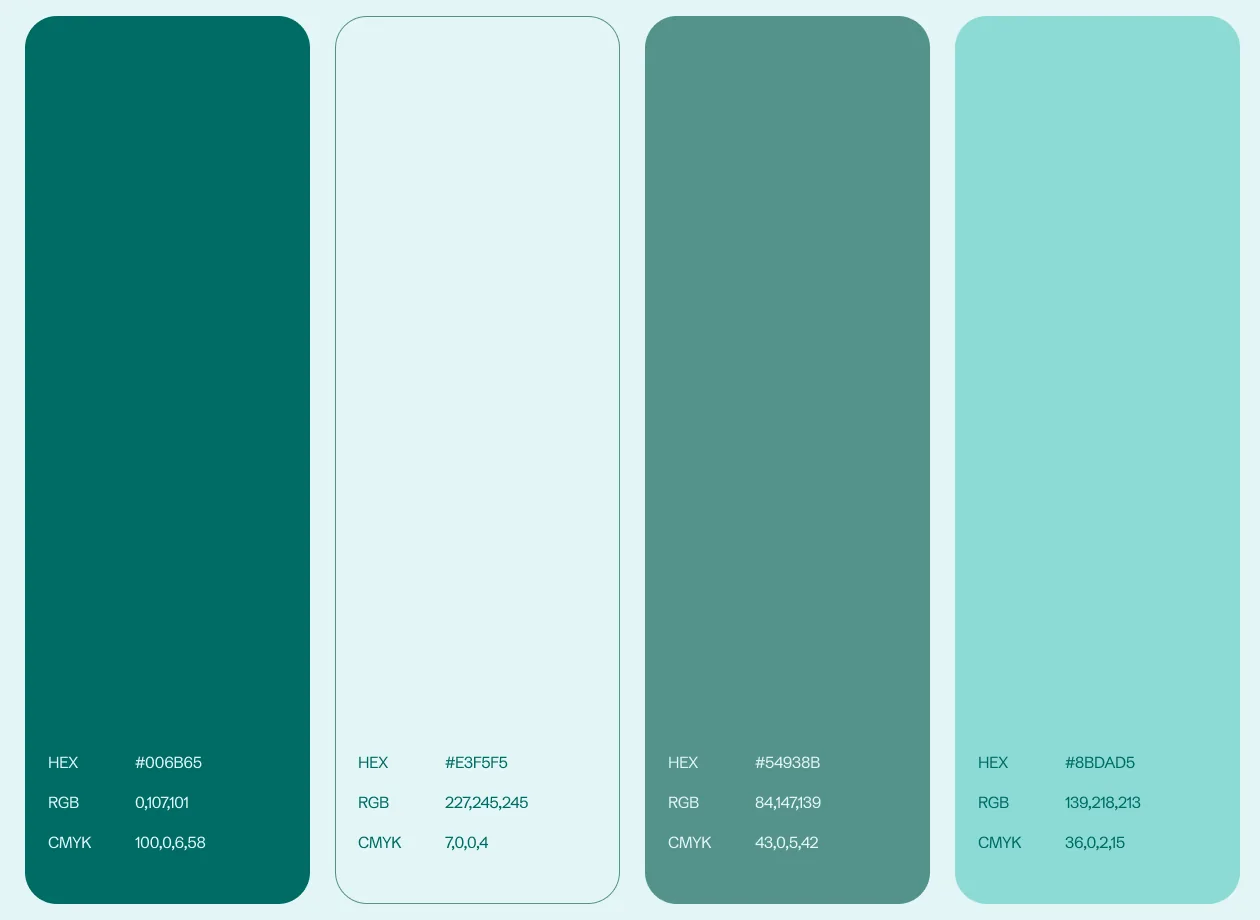 HEX #006B65
RGB 0,107,101
CMYK 100,0,6,58
HEX #E3F5F5
RGB 227,245,245
CMYK 7,0,0,4
HEX #54938B
RGB 84,147,139
CMYK 43,0,5,42
HEX #8BDAD5
RGB 139,218,213
CMYK 36,0,2,15